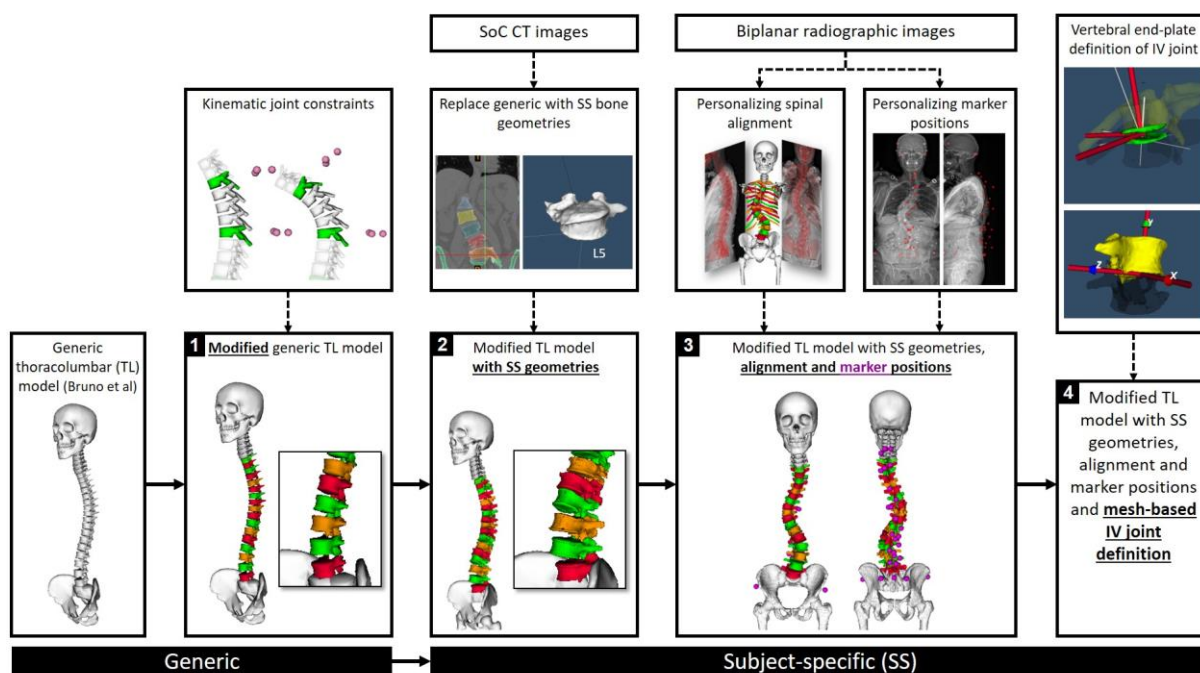 SoC CT images
Biplanar radiographic images
Vertebral end-plate
definition of IV joint
Kinematic joint constraints
Replace generic with SS bone
geometries
L5
Personalizing spinal
alignment
Personalizing marker
positions
Y
Z
X
Generic
thoracolumbar (TL)
model (Bruno et al)
1 Modified generic TL model
2 Modified TL model
with SS geometries
3 Modified TL model with SS geometries,
alignment and marker positions
4 Modified TL
model with SS
geometries,
alignment and
marker positions
and mesh-based
IV joint
definition
Generic
Subject-specific (SS)